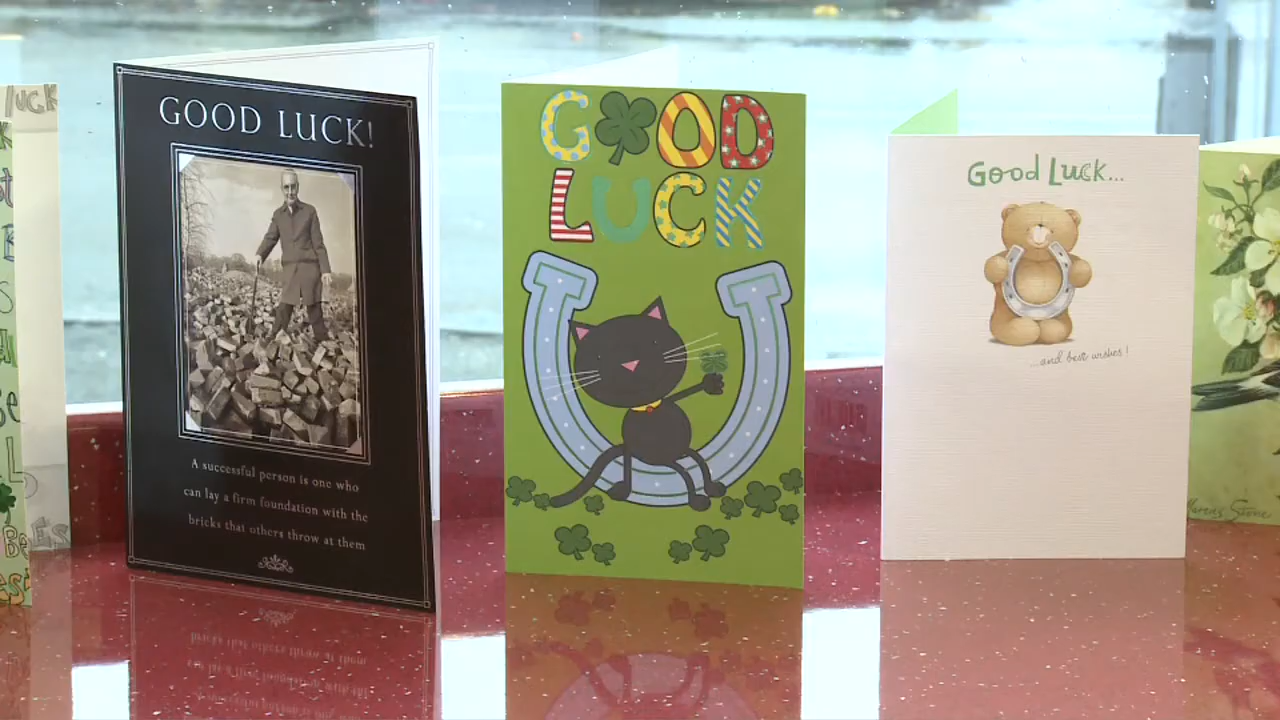 LUCK
GOOD LUCK!
A successful person is one who
can lay a firm foundation with the
bricks that others throw at them
GOOD
LUCK
Good Luck...
...and best wishes!